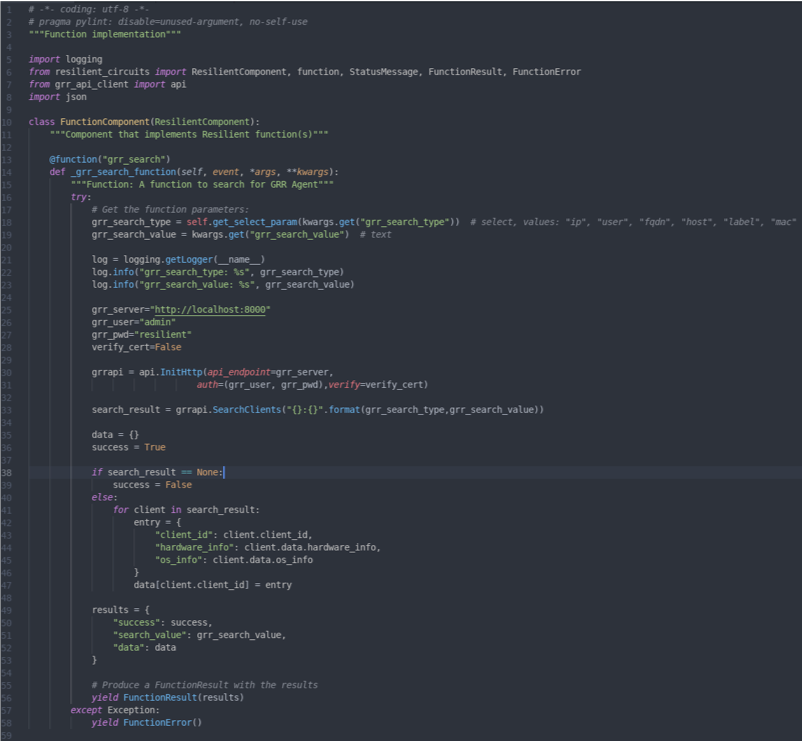 1 # -*- coding: utf-8 -*-
2 # pragma pylint: disable=unused-argument, no-self-use
3 """Function implementation"""
4
5 import logging
6 from resilient_circuits import ResilientComponent, function, StatusMessage, FunctionResult, FunctionError
7 from grr_api_client import api
8 import json
9
10 class FunctionComponent(ResilientComponent):
11     """Component that implements Resilient function(s)"""
12
13     @function("grr_search")
14     def _grr_search_function(self, event, *args, **kwargs):
15         """Function: A function to search for GRR Agent"""
16         try:
17             # Get the function parameters:
18             grr_search_type = self.get_select_param(kwargs.get("grr_search_type"))  # select, values: "ip", "user", "fqdn", "host", "label", "mac"
19             grr_search_value = kwargs.get("grr_search_value")  # text
20
21             log = logging.getLogger(__name__)
22             log.info("grr_search_type: %s", grr_search_type)
23             log.info("grr_search_value: %s", grr_search_value)
24
25             grr_server="http://localhost:8000"
26             grr_user="admin"
27             grr_pwd="resilient"
28             verify_cert=False
29
30             grrapi = api.InitHttp(api_endpoint=grr_server,
31                                 auth=(grr_user, grr_pwd),verify=verify_cert)
32
33             search_result = grrapi.SearchClients("{}:{}".format(grr_search_type,grr_search_value))
34
35             data = {}
36             success = True
37
38             if search_result == None:
39                 success = False
40             else:
41                 for client in search_result:
42                     entry = {
43                         "client_id": client.client_id,
44                         "hardware_info": client.data.hardware_info,
45                         "os_info": client.data.os_info
46                     }
47                     data[client.client_id] = entry
48
49             results = {
50                 "success": success,
51                 "search_value": grr_search_value,
52                 "data": data
53             }
54
55             # Produce a FunctionResult with the results
56             yield FunctionResult(results)
57         except Exception:
58             yield FunctionError()
59